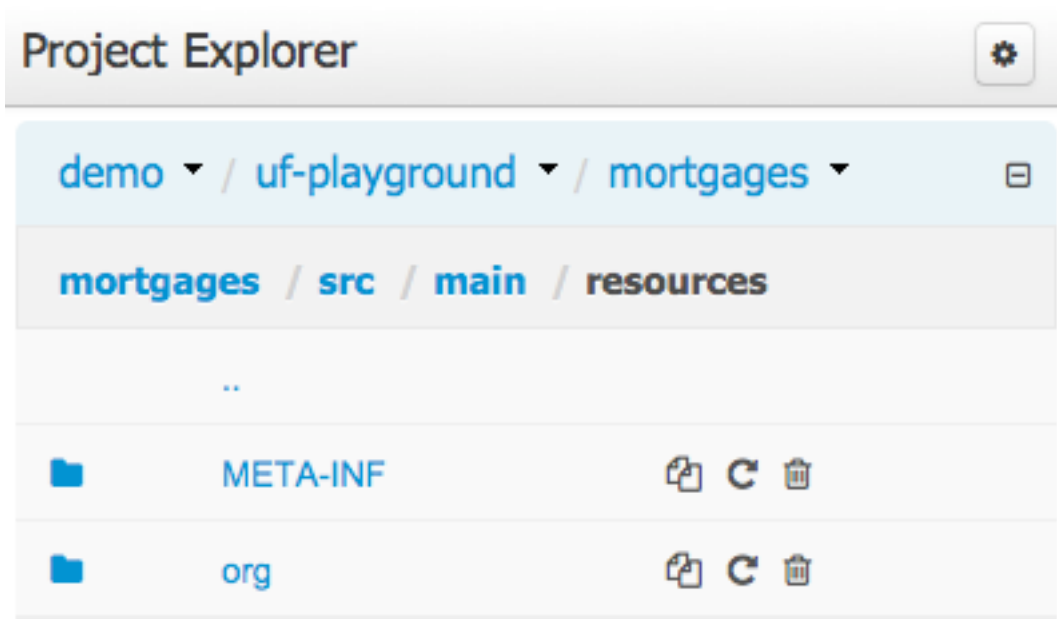 Project Explorer
demo / uf-playground / mortgages
mortgages / src / main / resources
..
META-INF
org